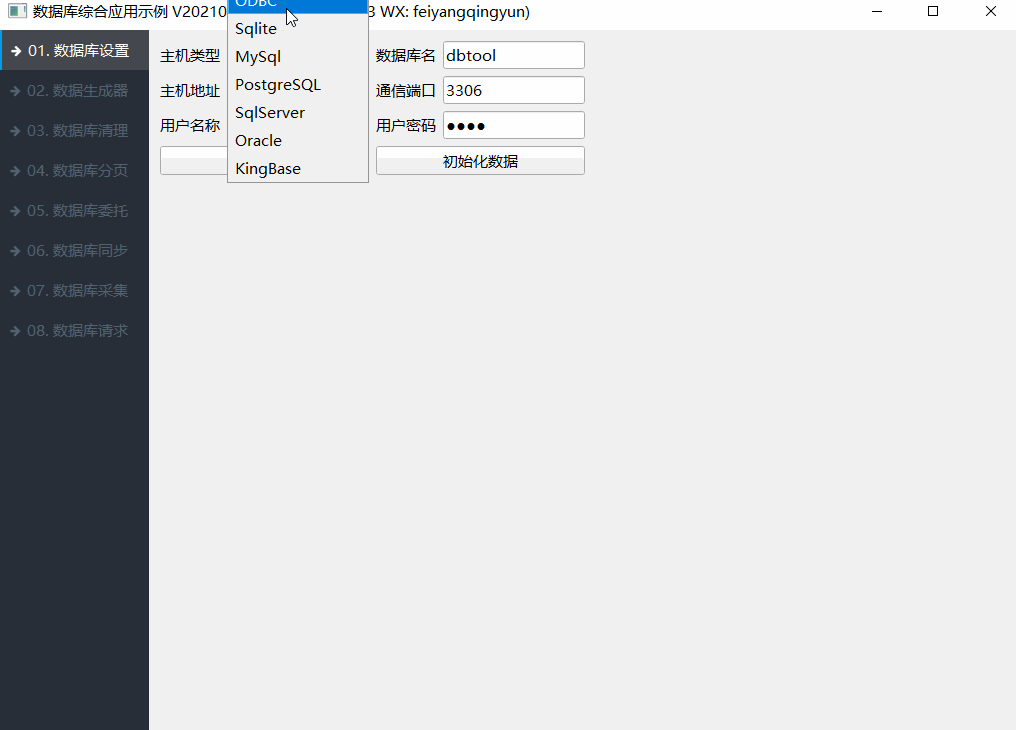 数据库综合应用示例 V20210
3 WX: feiyangqingyun)
01. 数据库设置
02. 数据生成器
03. 数据库清理
04. 数据库分页
05. 数据库委托
06. 数据库同步
07. 数据库采集
08. 数据库请求
主机类型
ODBC
Sqlite
MySql
PostgreSQL
SqlServer
Oracle
KingBase
数据库名 dbtool
主机地址
通信端口 3306
用户名称
用户密码 ●●●●
初始化数据